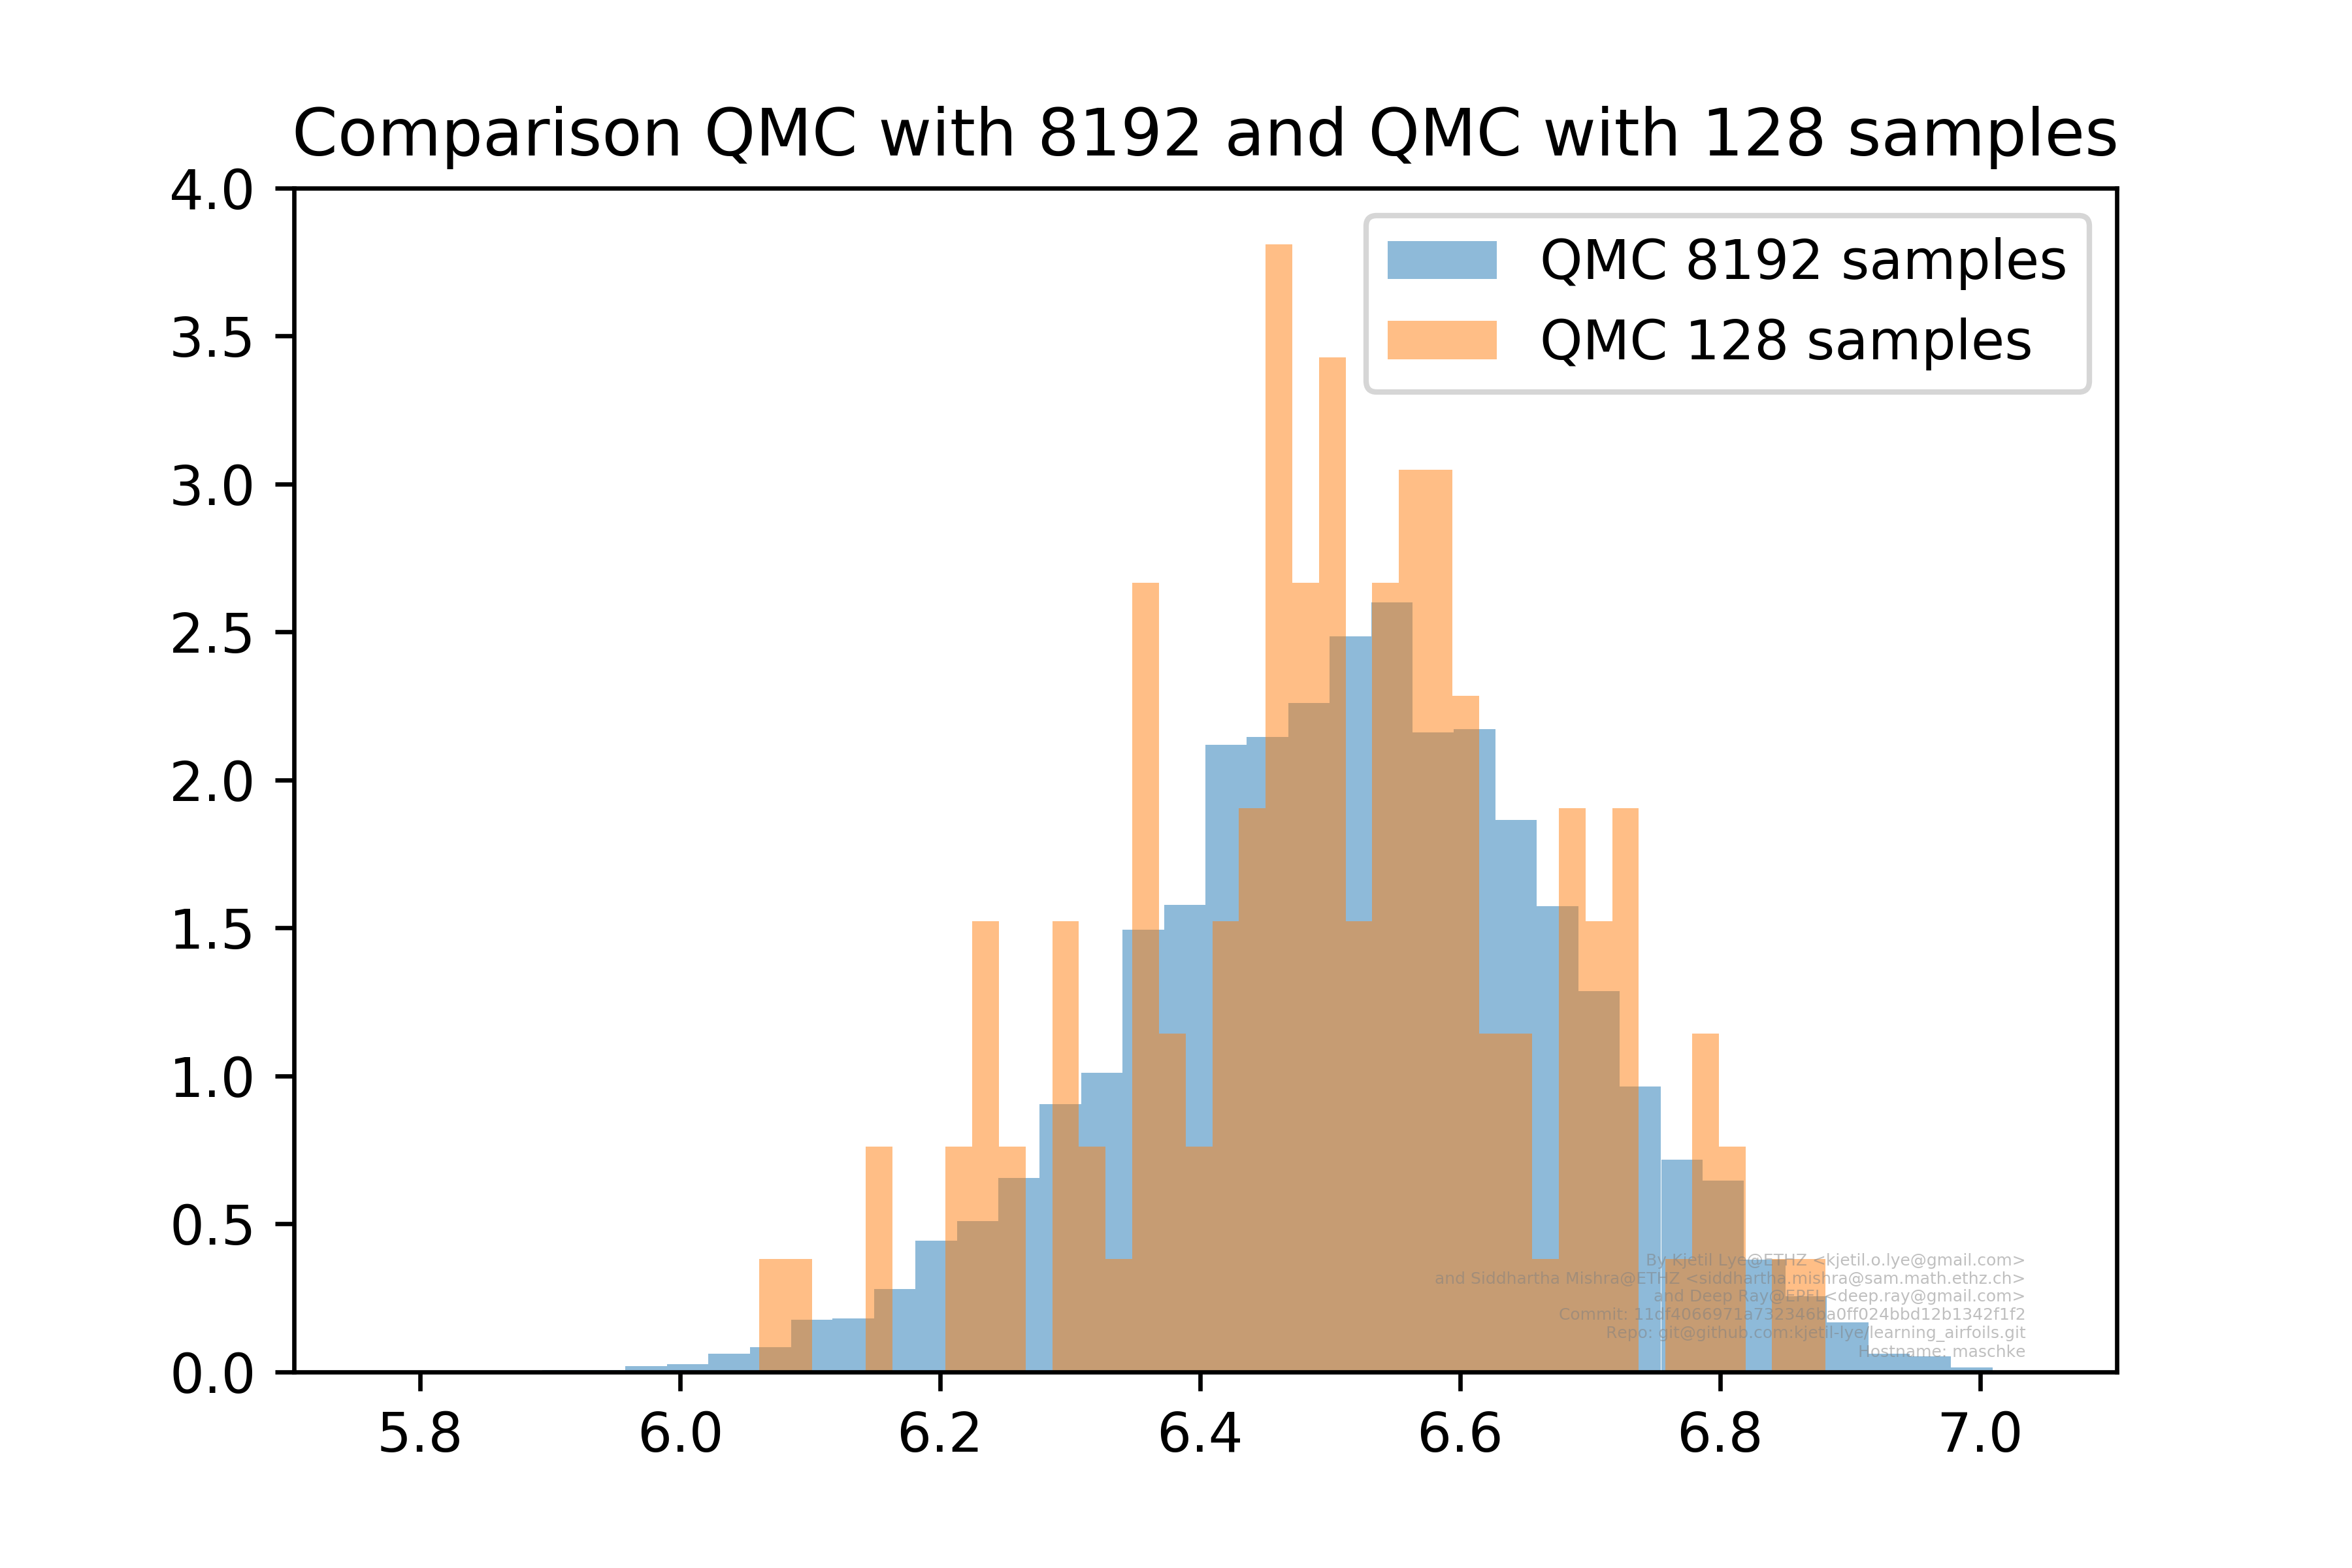 Comparison QMC with 8192 and QMC with 128 samples
4.0
3.5
3.0
2.5
2.0
1.5
1.0
0.5
0.0
QMC 8192 samples
QMC 128 samples
By Kjetil Lye@ETHZ <kjetil.o.lye@gmail.com>
and Siddhartha Mishra@ETHZ <siddhartha.mishra@sam.math.ethz.ch>
and Deep Ray@EPFL<deep.ray@gmail.com>
Commit: 11df4066971a732346ba0ff024bbd12b1342f1f2
Repo: git@github.com:kjetil-lye/learning_airfoils.git
Hostname: maschke
5.8 6.0 6.2 6.4 6.6 6.8 7.0